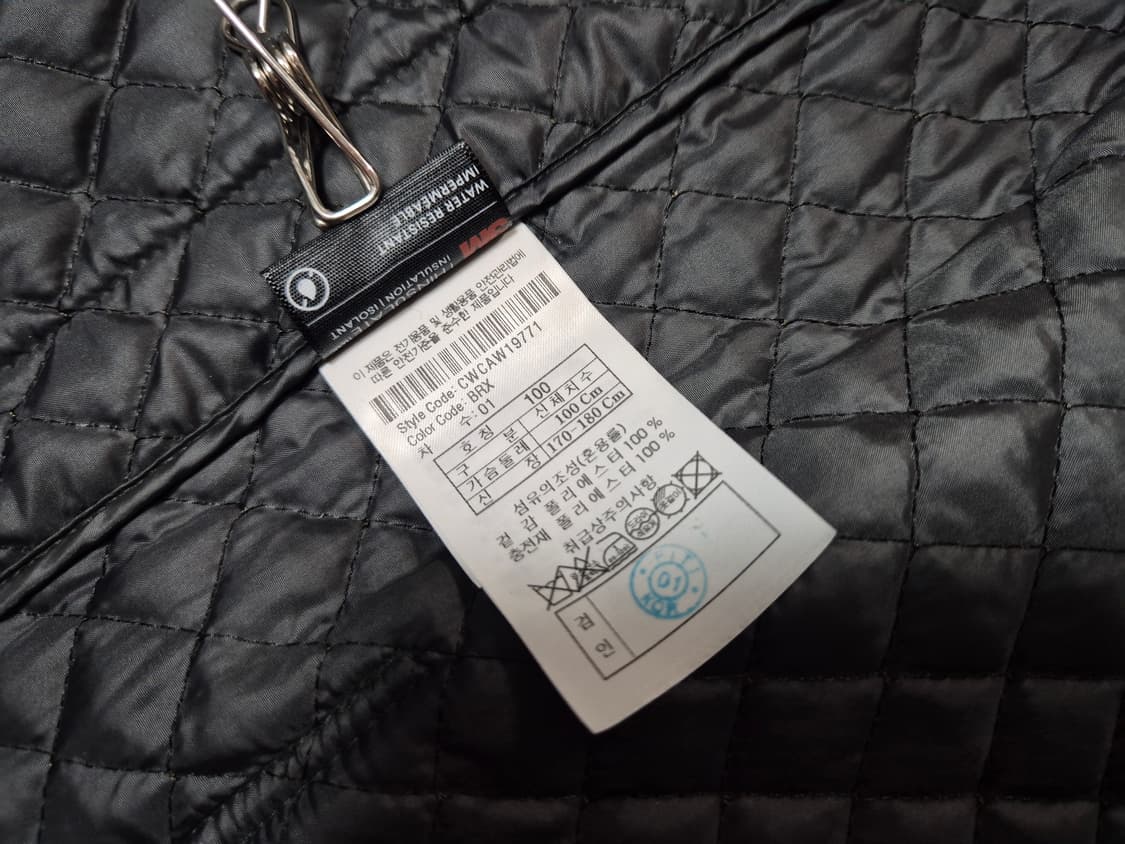 WATER RESISTANT
IMPERMEABLE
3M
THINSULATE
INSULATION | ISOLANT
이 제품은 전기용품 및 생활용품 안전관리법에
따른 안전기준을 준수한 제품입니다
Style Code: CWCAW19771
Color Code: BRX
차 수: 01
호칭 100
구 분 신체치수
가슴둘레 100 Cm
신 장 170-180 Cm
섬유의조성(혼용률)
겉 감 폴리에스터 100 %
충전재 폴리에스터 100 %
취급상주의사항
검 인
KITI
01
KOR